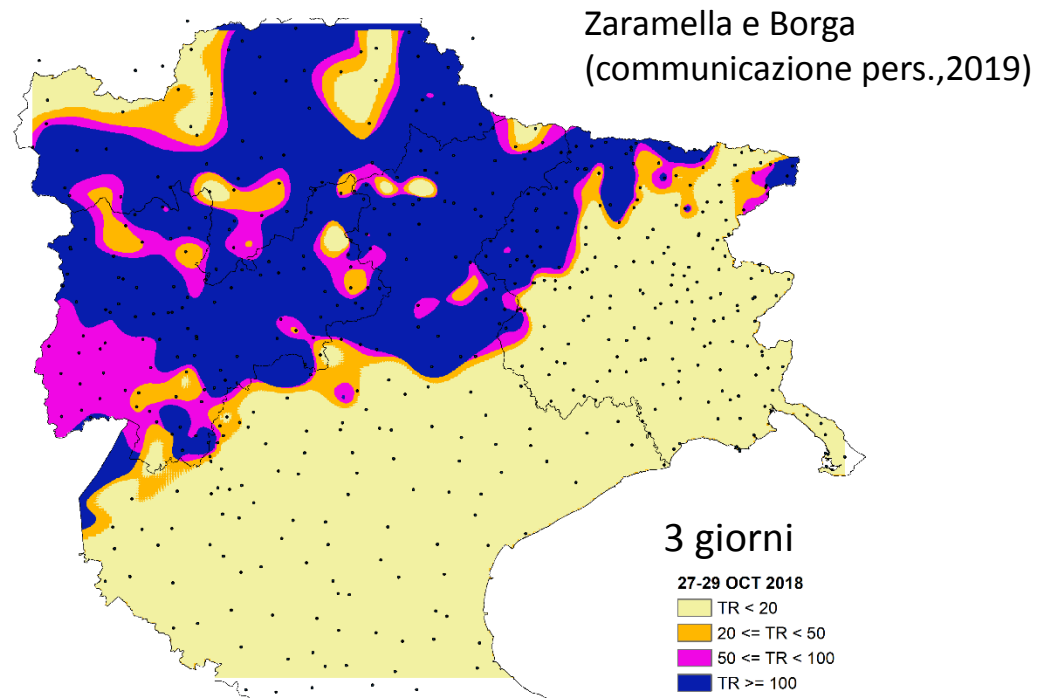 Zaramella e Borga
(communicazione pers.,2019)
3 giorni
27-29 OCT 2018
TR < 20
20 <= TR < 50
50 <= TR < 100
TR >= 100